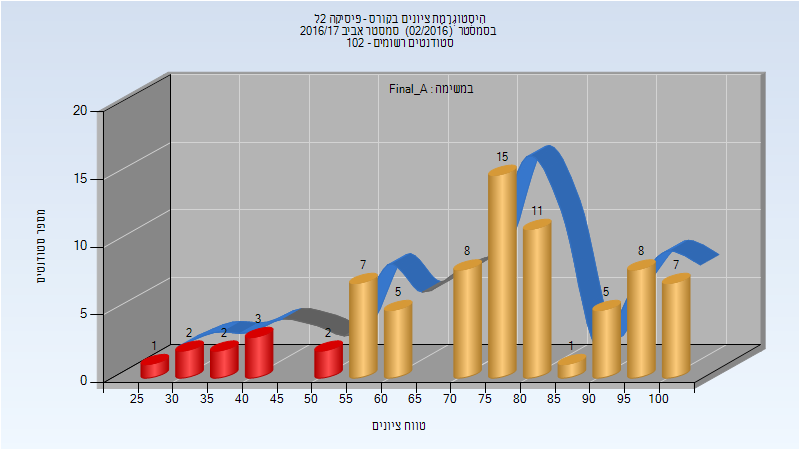 היסטוגרמת ציונים בקורס - פיסיקה 2ל
בסמסטר (02/2016) סמסטר אביב 2016/17
סטודנטים רשומים - 102
במשימה : Final_A
מספר סטודנטים
20
15
10
5
0
1
2
2
3
2
7
5
8
15
11
1
5
8
7
25 30 35 40 45 50 55 60 65 70 75 80 85 90 95 100
טווח ציונים